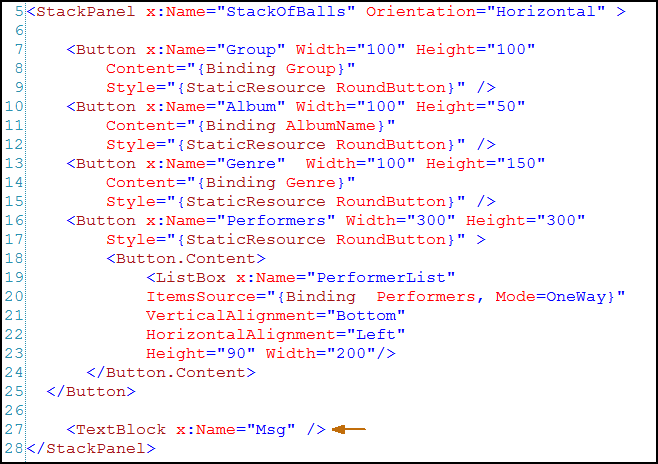 5 <StackPanel x:Name="StackOfBalls" Orientation="Horizontal" >
6
7     <Button x:Name="Group" Width="100" Height="100"
8         Content="{Binding Group}"
9         Style="{StaticResource RoundButton}" />
10     <Button x:Name="Album" Width="100" Height="50"
11         Content="{Binding AlbumName}"
12         Style="{StaticResource RoundButton}" />
13     <Button x:Name="Genre"  Width="100" Height="150"
14         Content="{Binding Genre}"
15         Style="{StaticResource RoundButton}" />
16     <Button x:Name="Performers" Width="300" Height="300"
17         Style="{StaticResource RoundButton}" >
18         <Button.Content>
19             <ListBox x:Name="PerformerList"
20             ItemsSource="{Binding  Performers, Mode=OneWay}"
21             VerticalAlignment="Bottom"
22             HorizontalAlignment="Left"
23             Height="90" Width="200"/>
24       </Button.Content>
25   </Button>
26
27     <TextBlock x:Name="Msg" />
28 </StackPanel>